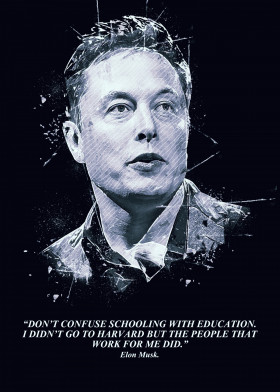 “DON’T CONFUSE SCHOOLING WITH EDUCATION.
I DIDN’T GO TO HARVARD BUT THE PEOPLE THAT
WORK FOR ME DID.”
Elon Musk.